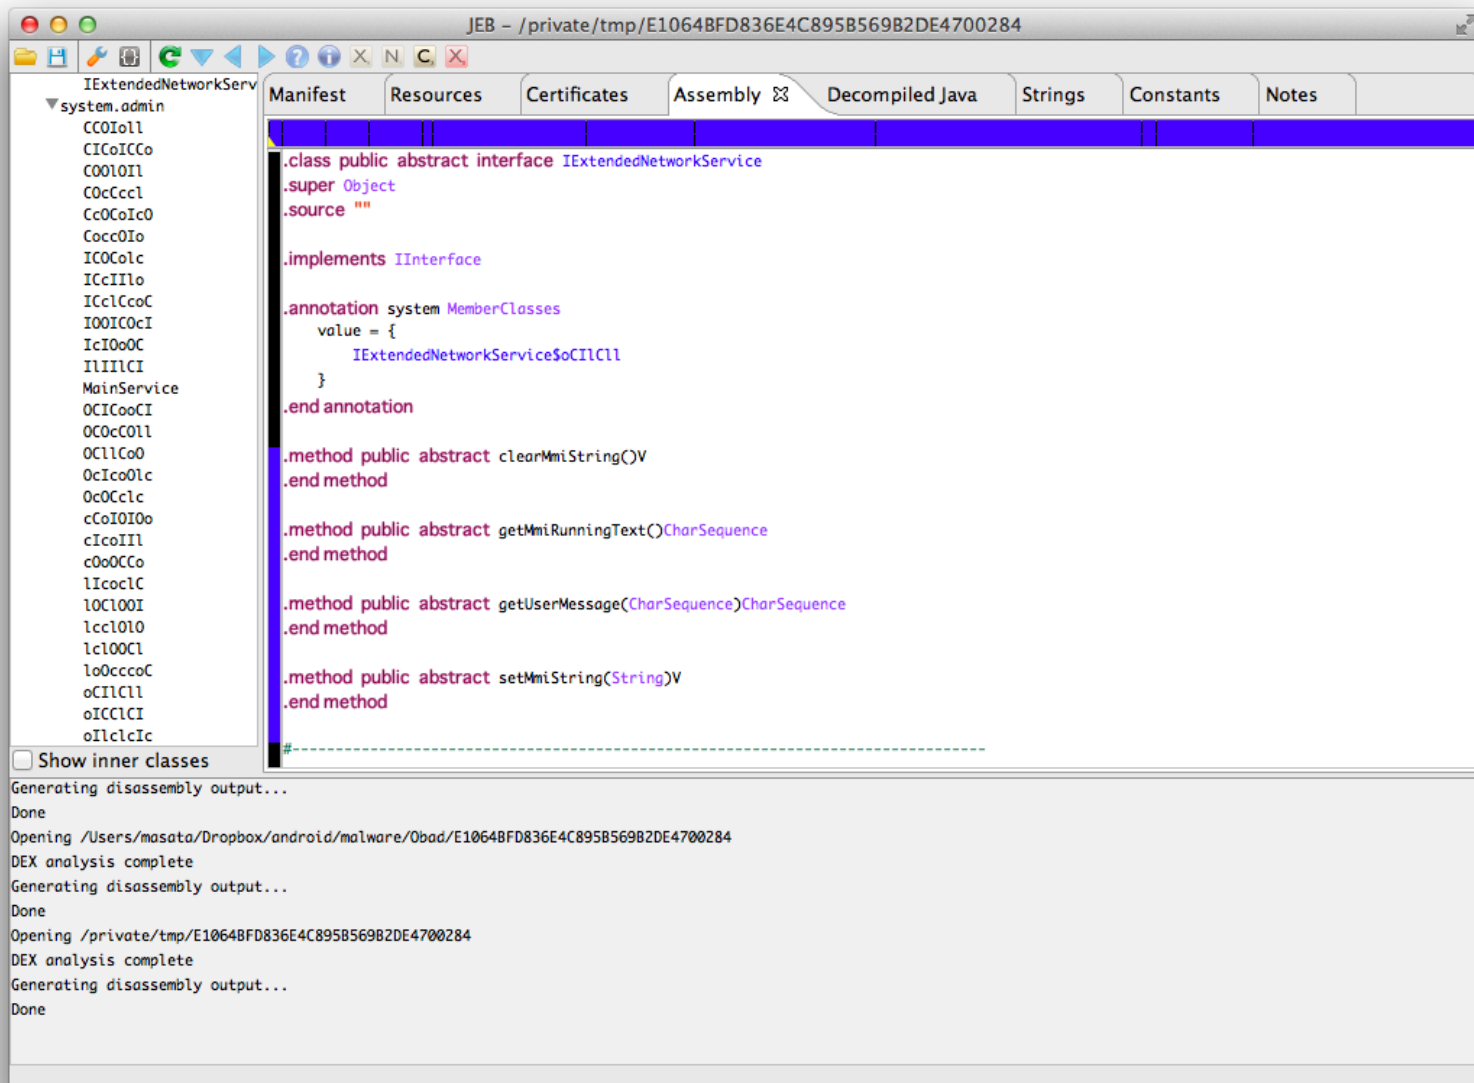 JEB – /private/tmp/E1064BFD836E4C895B569B2DE4700284
X N C X
IExtendedNetworkServ
system.admin
CCOIoll
CICoICCo
COOlOIl
COcCccl
CcOCoIcO
CoccOIo
ICOColc
ICcIIlo
ICclCcoC
IOOICOcI
IcIOoOC
IlIIlCI
MainService
OCICooCI
OCOcCOll
OCllCoO
OcIcoOlc
OcOCclc
cCoIOIOo
cIcoIIl
cOoOCCo
lIcoclC
lOClOOI
lcclOlO
lclOOCl
loOcccoC
oCIlCll
oICClCI
oIlclcIc
Show inner classes
Manifest Resources Certificates Assembly Decompiled Java Strings Constants Notes
.class public abstract interface IExtendedNetworkService
.super Object
.source ""
.implements IInterface
.annotation system MemberClasses
value = {
IExtendedNetworkService$oCIlCll
}
.end annotation
.method public abstract clearMmiString()V
.end method
.method public abstract getMmiRunningText()CharSequence
.end method
.method public abstract getUserMessage(CharSequence)CharSequence
.end method
.method public abstract setMmiString(String)V
.end method
#--------------------------------------------------------------------------------
Generating disassembly output...
Done
Opening /Users/masata/Dropbox/android/malware/Obad/E1064BFD836E4C895B569B2DE4700284
DEX analysis complete
Generating disassembly output...
Done
Opening /private/tmp/E1064BFD836E4C895B569B2DE4700284
DEX analysis complete
Generating disassembly output...
Done